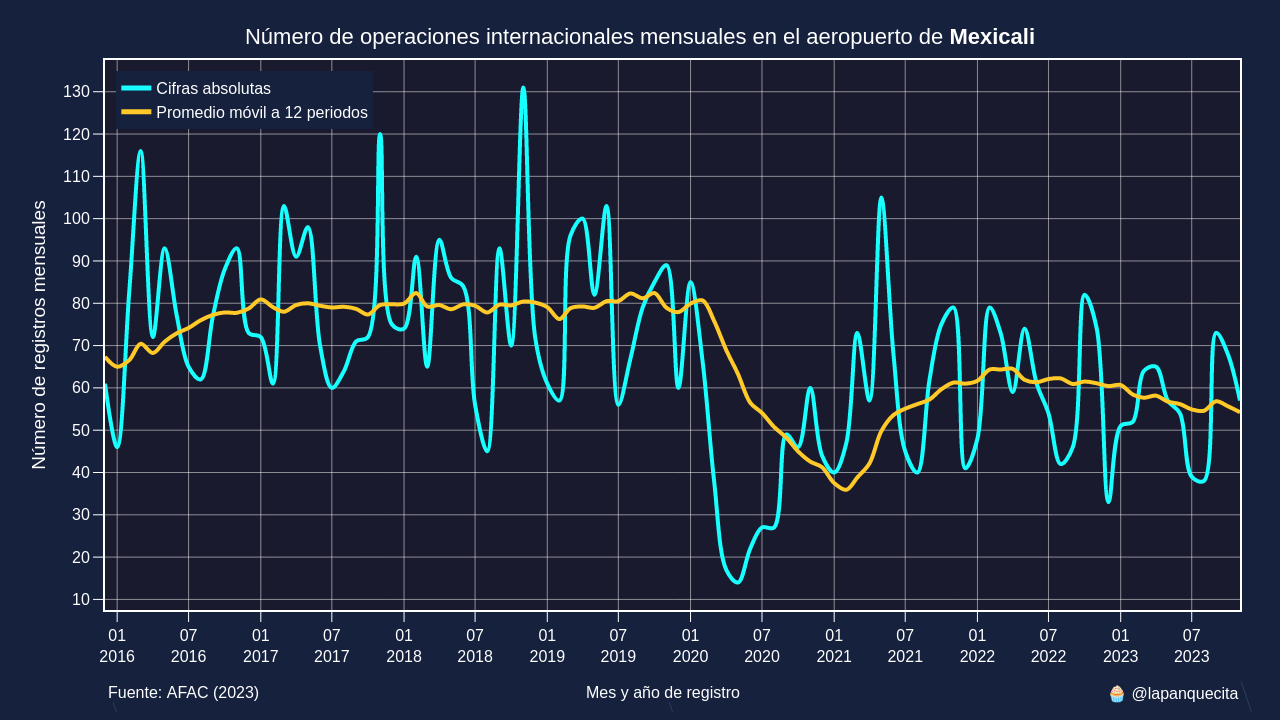 Número de operaciones internacionales mensuales en el aeropuerto de Mexicali
Cifras absolutas
Promedio móvil a 12 periodos
Número de registros mensuales
130
120
110
100
90
80
70
60
50
40
30
20
10
01 07 01 07 01 07 01 07 01 07 01 07 01 07 01 07
2016 2016 2017 2017 2018 2018 2019 2019 2020 2020 2021 2021 2022 2022 2023 2023
Fuente: AFAC (2023) Mes y año de registro 🧁 @lapanquecita